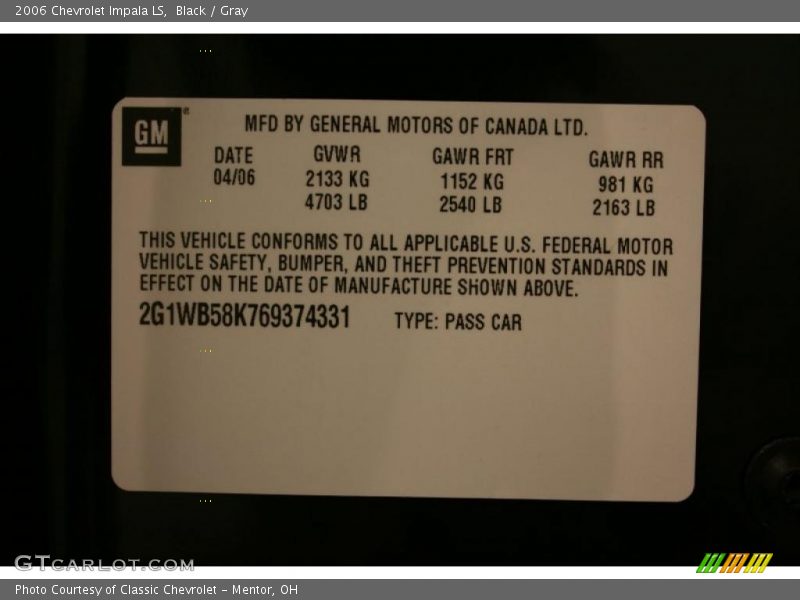 2006 Chevrolet Impala LS, Black / Gray
GM ®
MFD BY GENERAL MOTORS OF CANADA LTD.
DATE GVWR GAWR FRT GAWR RR
04/06 2133 KG 1152 KG 981 KG
4703 LB 2540 LB 2163 LB
THIS VEHICLE CONFORMS TO ALL APPLICABLE U.S. FEDERAL MOTOR
VEHICLE SAFETY, BUMPER, AND THEFT PREVENTION STANDARDS IN
EFFECT ON THE DATE OF MANUFACTURE SHOWN ABOVE.
2G1WB58K769374331 TYPE: PASS CAR
GTCARLOT.COM
Photo Courtesy of Classic Chevrolet - Mentor, OH